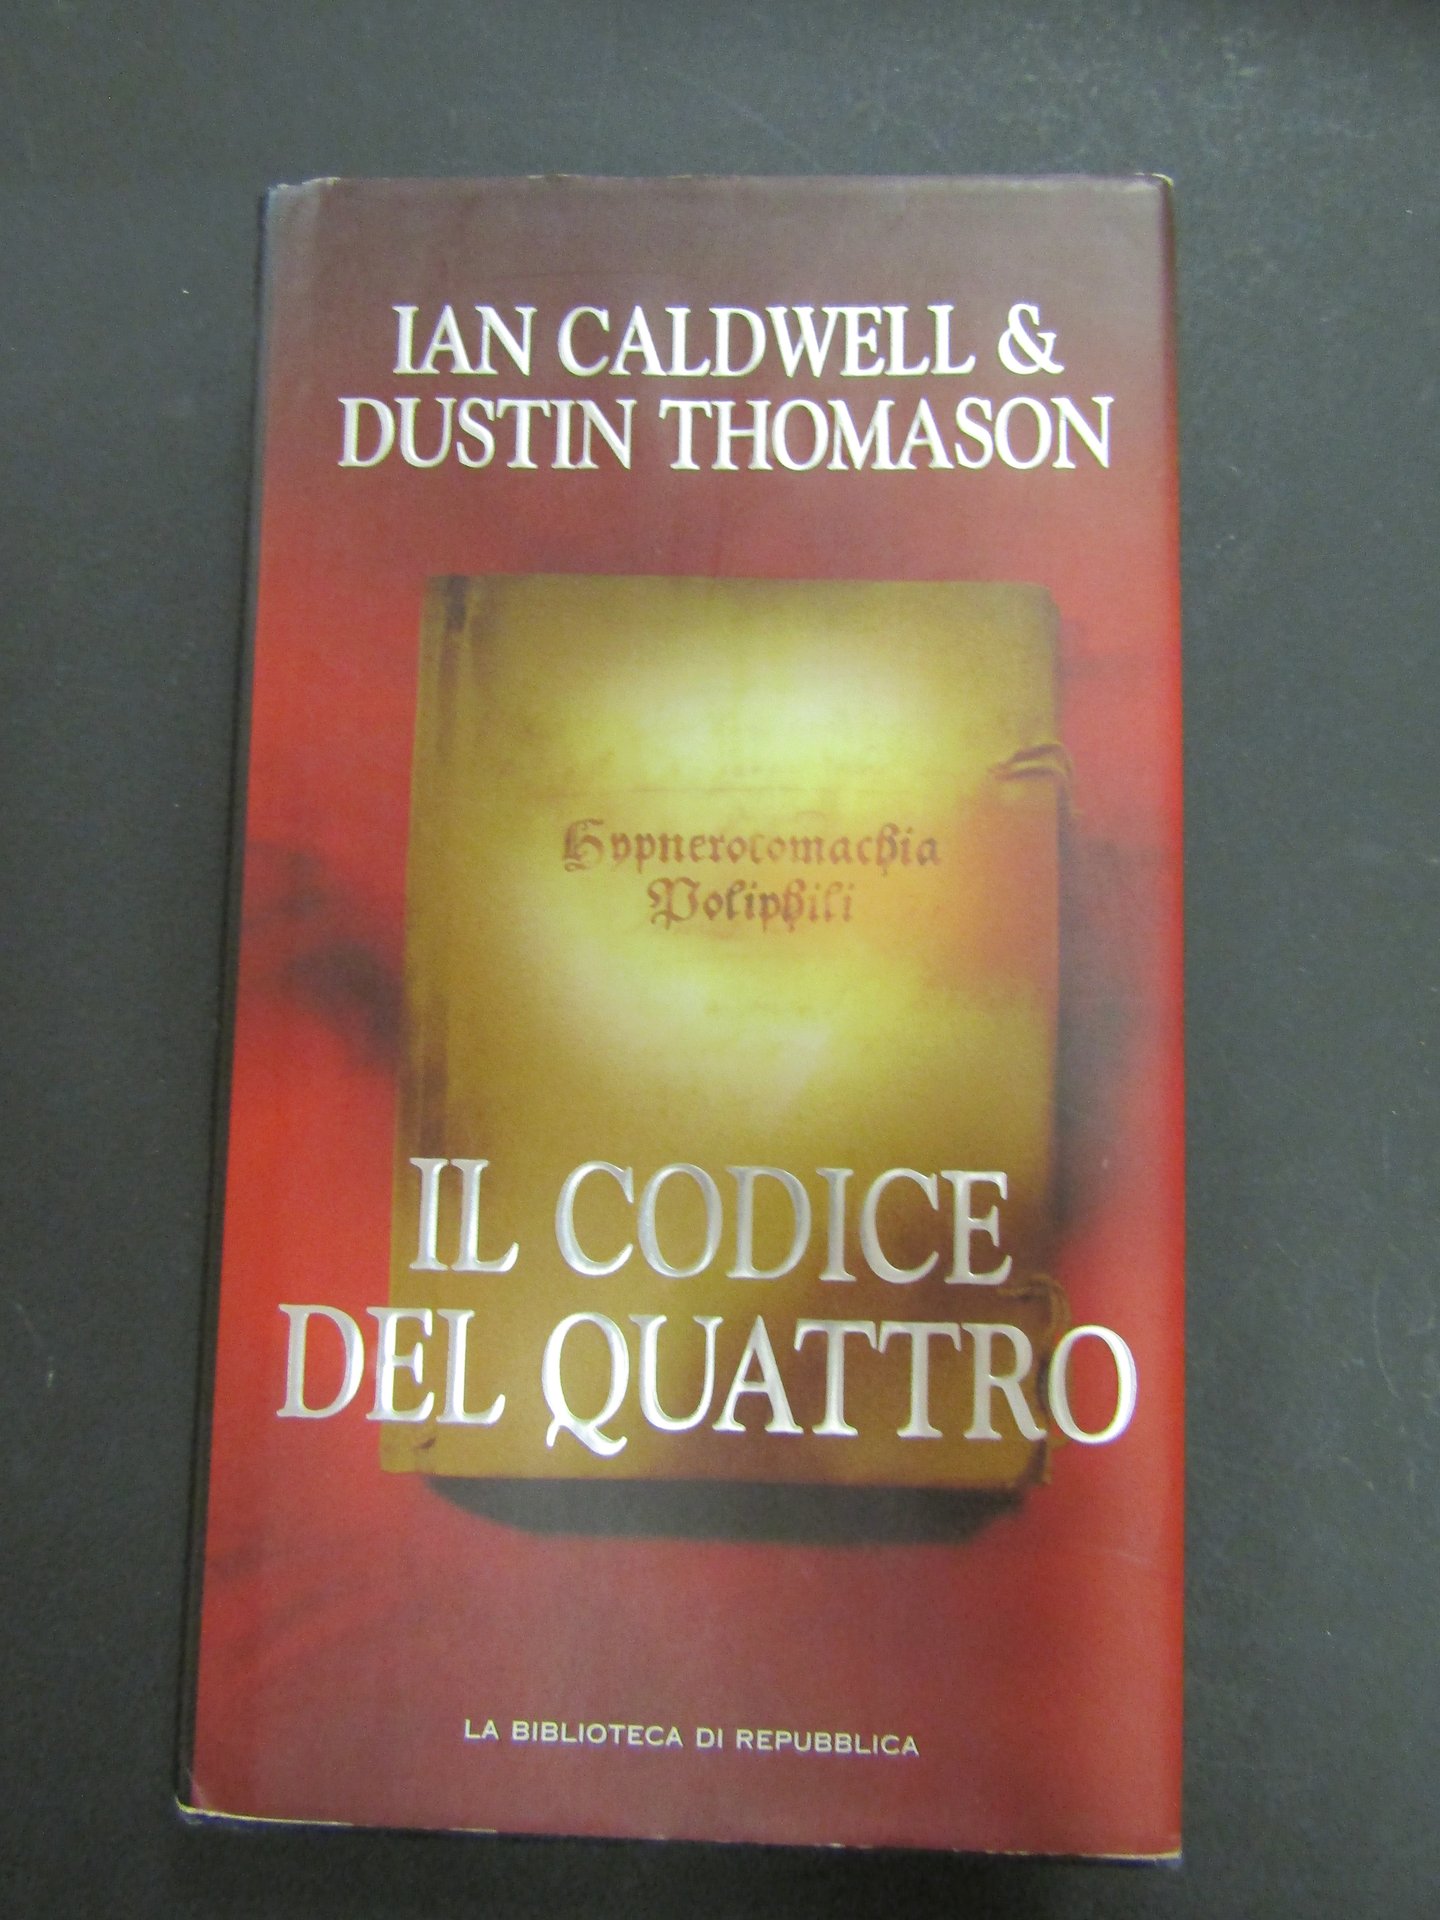 IAN CALDWELL &
DUSTIN THOMASON
Hypnerotomachia
Poliphili
IL CODICE
DEL QUATTRO
LA BIBLIOTECA DI REPUBBLICA